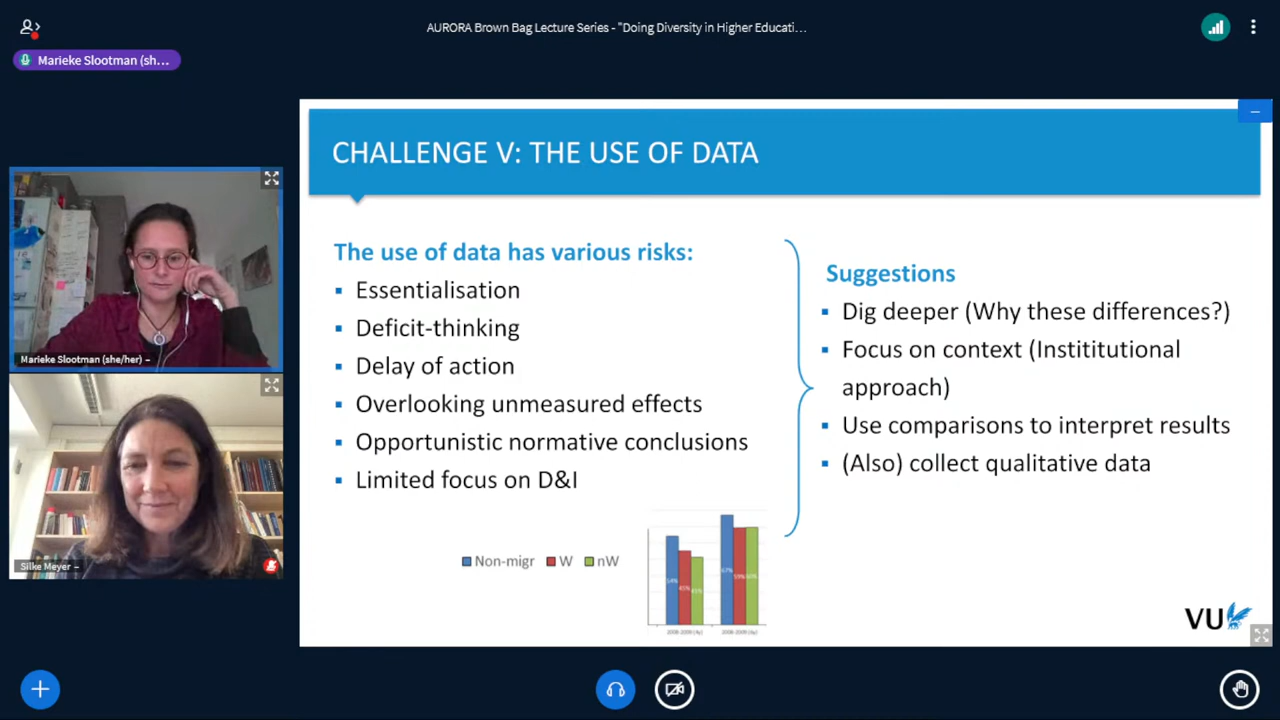 AURORA Brown Bag Lecture Series - "Doing Diversity in Higher Educati…
Marieke Slootman (sh…
CHALLENGE V: THE USE OF DATA
Marieke Slootman (she/her) –
Silke Meyer –
The use of data has various risks:
Essentialisation
Deficit-thinking
Delay of action
Overlooking unmeasured effects
Opportunistic normative conclusions
Limited focus on D&I
Non-migr W nW
Suggestions
Dig deeper (Why these differences?)
Focus on context (Instititutional
approach)
Use comparisons to interpret results
(Also) collect qualitative data
VU